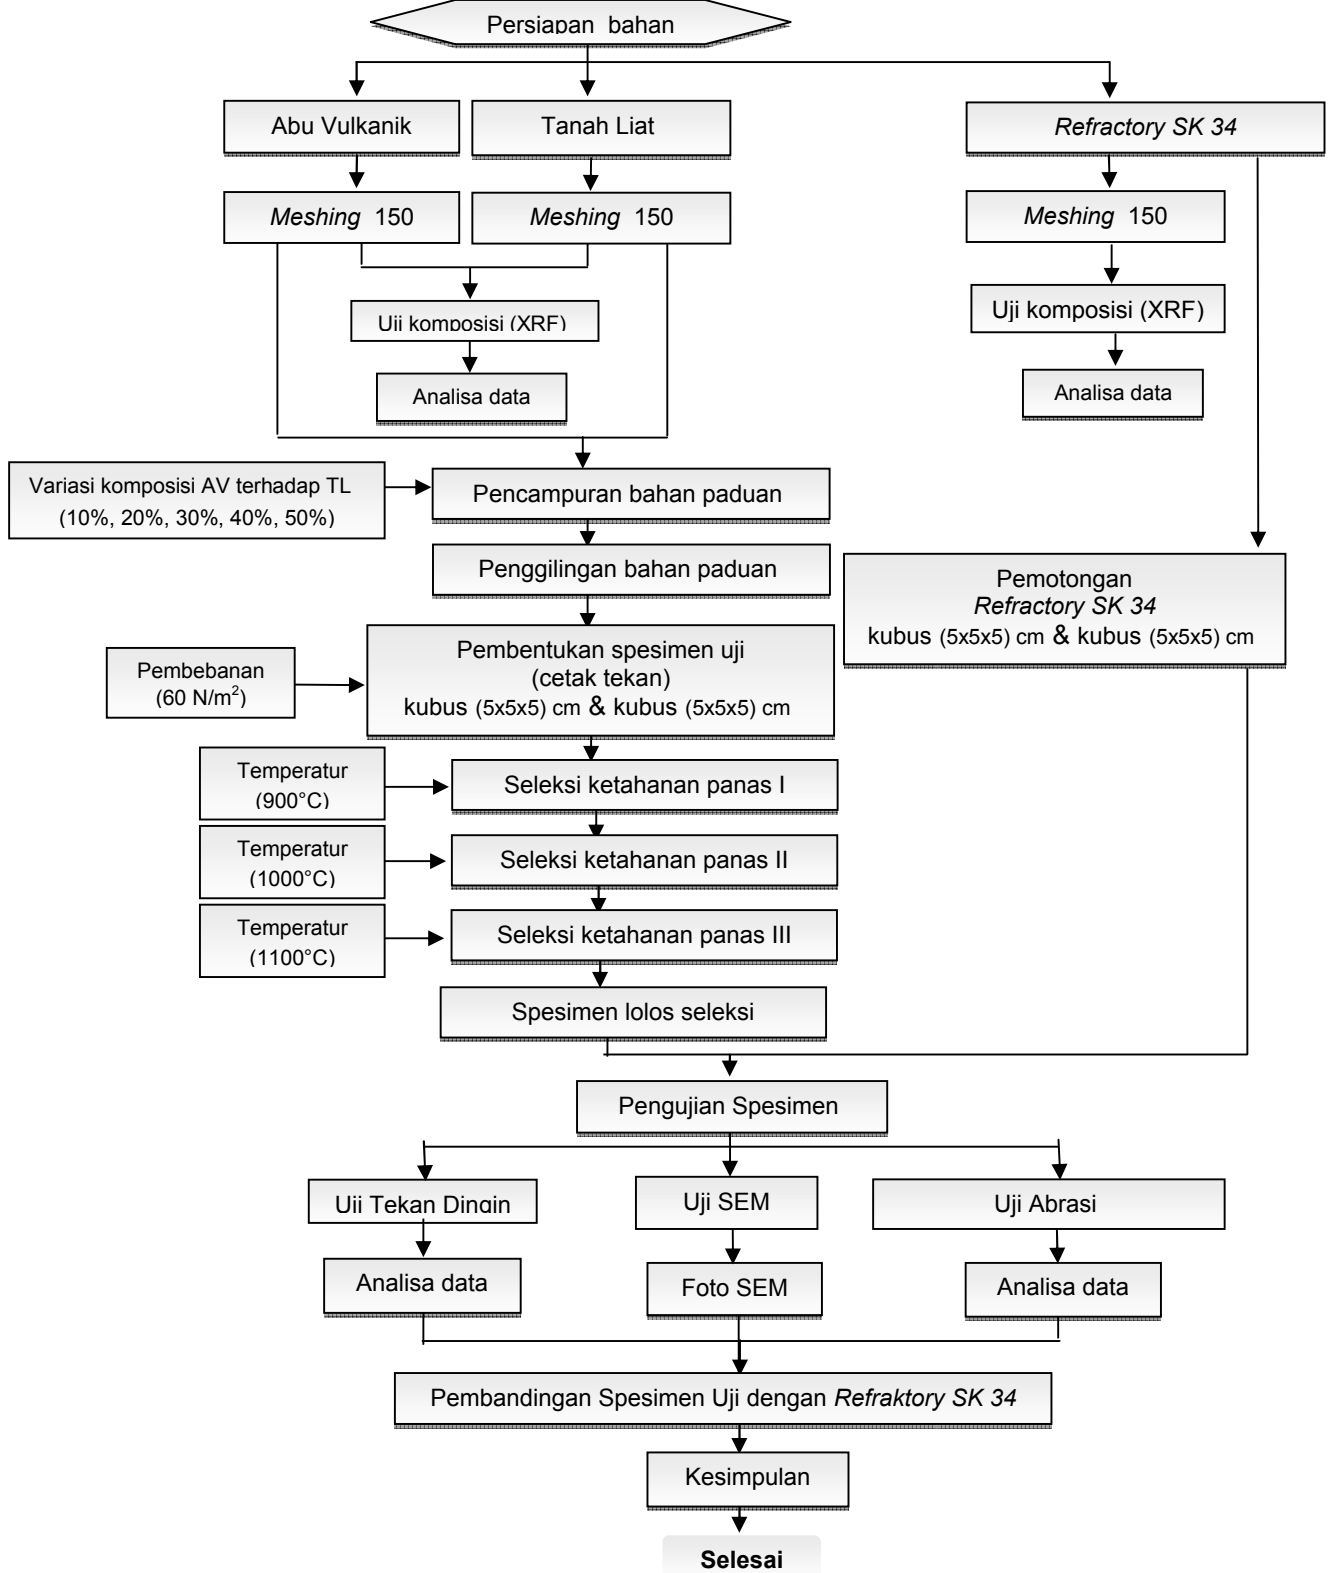 Persiapan bahan
Abu Vulkanik
Tanah Liat
Refractory SK 34
Meshing 150
Meshing 150
Meshing 150
Uji komposisi (XRF)
Uji komposisi (XRF)
Analisa data
Analisa data
Variasi komposisi AV terhadap TL
(10%, 20%, 30%, 40%, 50%)
Pencampuran bahan paduan
Penggilingan bahan paduan
Pemotongan
Refractory SK 34
kubus (5x5x5) cm & kubus (5x5x5) cm
Pembebanan
(60 N/m²)
Pembentukan spesimen uji
(cetak tekan)
kubus (5x5x5) cm & kubus (5x5x5) cm
Temperatur
(900°C)
Seleksi ketahanan panas I
Temperatur
(1000°C)
Seleksi ketahanan panas II
Temperatur
(1100°C)
Seleksi ketahanan panas III
Spesimen lolos seleksi
Pengujian Spesimen
Uji Tekan Dingin
Uji SEM
Uji Abrasi
Analisa data
Foto SEM
Analisa data
Pembandingan Spesimen Uji dengan Refraktory SK 34
Kesimpulan
Selesai